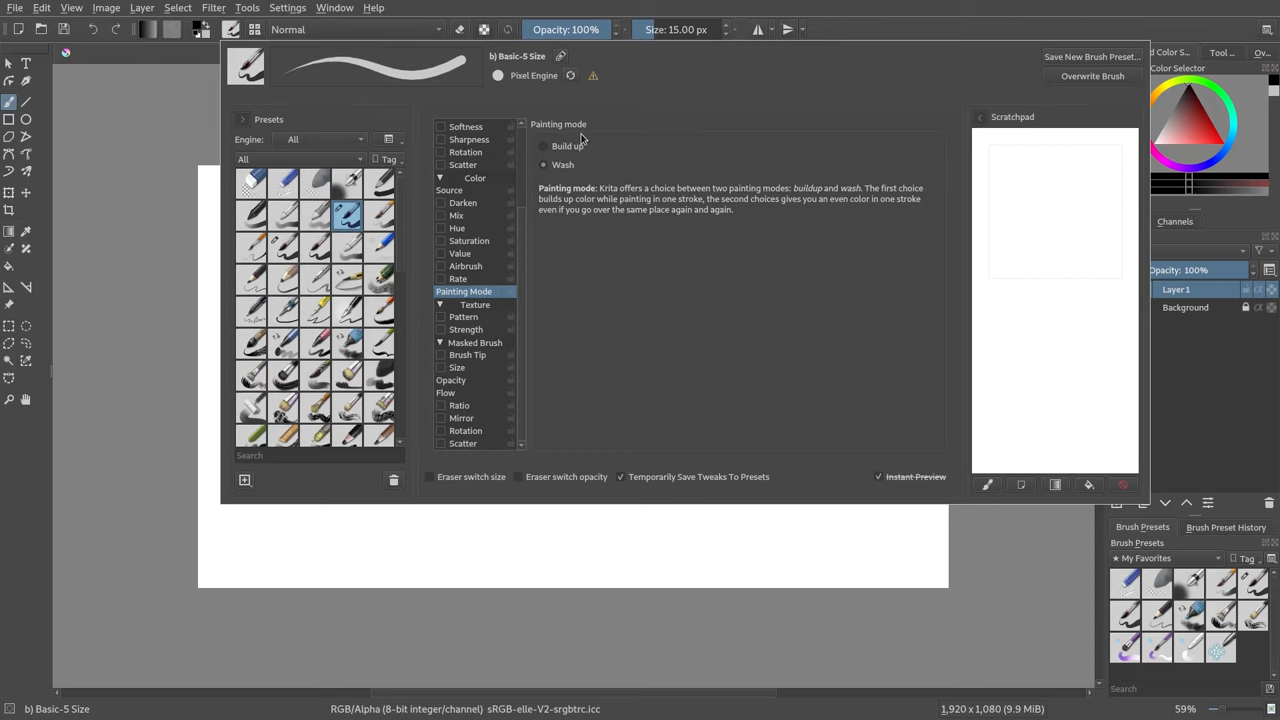 File Edit View Image Layer Select Filter Tools Settings Window Help
Normal Opacity: 100% Size: 15.00 px
b) Basic-5 Size Save New Brush Preset... Color S... Tool ... Ov...
Pixel Engine Overwrite Brush Color Selector
Presets Painting mode Scratchpad
Engine: All Softness
Sharpness Build up
All Tag Rotation
Scatter Wash
Color
Source Painting mode: Krita offers a choice between two painting modes: buildup and wash. The first choice
Darken builds up color while painting in one stroke, the second choices gives you an even color in one stroke
Mix even if you go over the same place again and again.
Hue Channels
Saturation
Value
Airbrush Opacity: 100%
Rate
Painting Mode Layer 1
Texture Background
Pattern
Strength
Masked Brush
Brush Tip
Size
Opacity
Flow
Ratio
Mirror
Rotation
Scatter
Search
Eraser switch size Eraser switch opacity Temporarily Save Tweaks To Presets Instant Preview
Brush Presets Brush Preset History
Brush Presets
★ My Favorites Tag
Search
b) Basic-5 Size RGB/Alpha (8-bit integer/channel) sRGB-elle-V2-srgbtrc.icc 1,920 x 1,080 (9.9 MiB) 59%